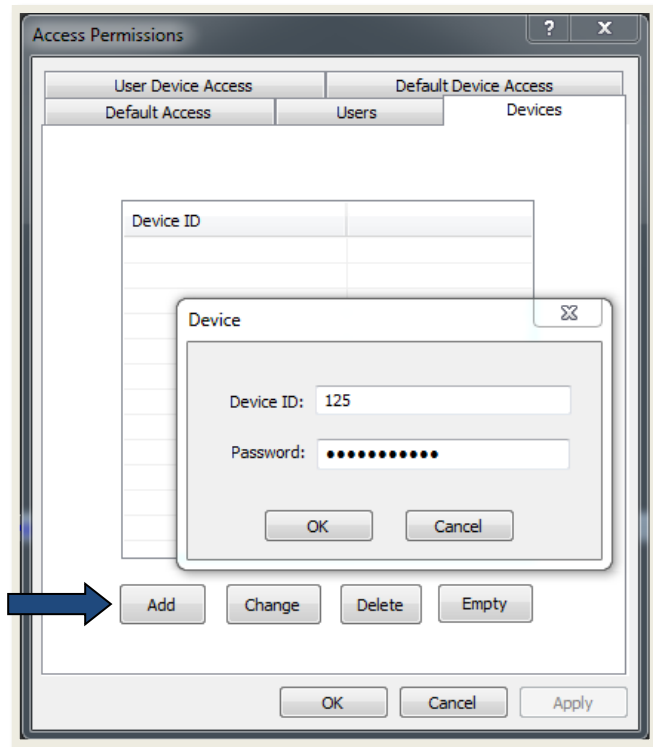 Access Permissions ? X
User Device Access Default Device Access
Default Access Users Devices
Device ID
Device
Device ID: 125
Password: •••••••••••
OK Cancel
Add Change Delete Empty
OK Cancel Apply